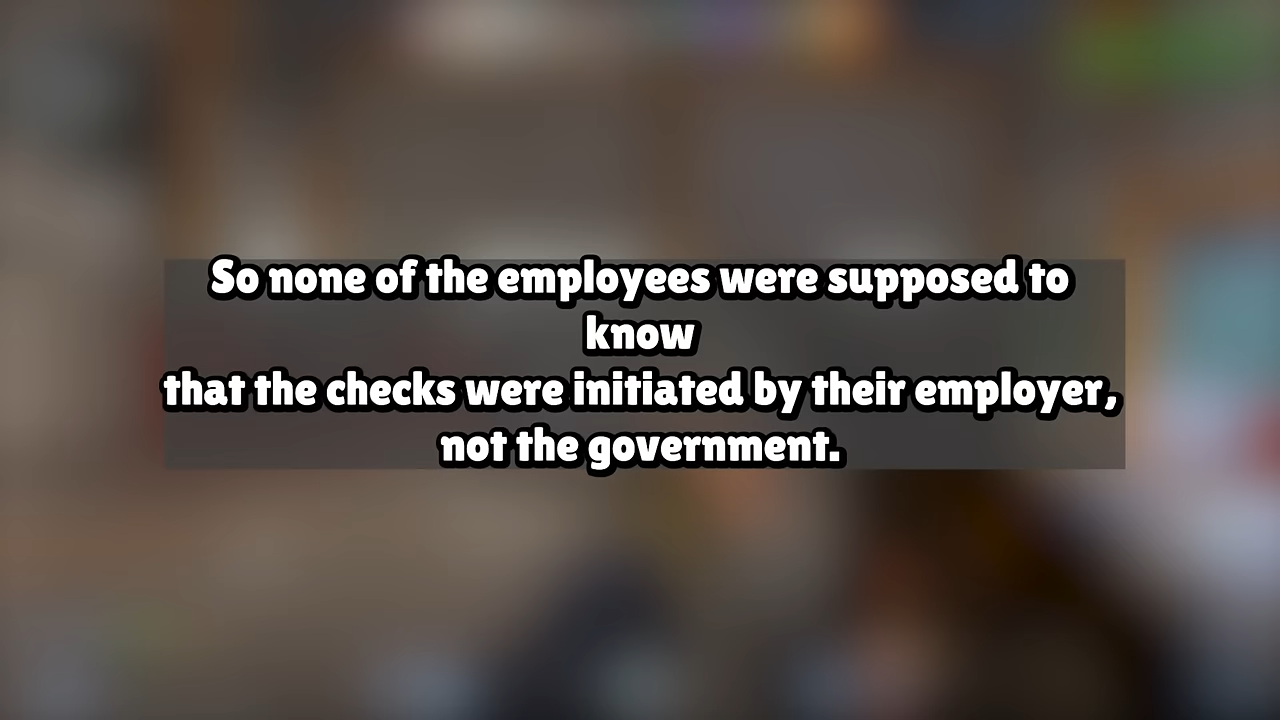 So none of the employees were supposed to
know
that the checks were initiated by their employer,
not the government.